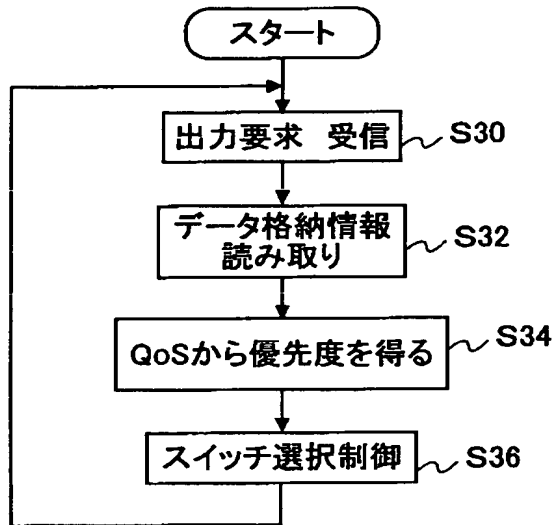 スタート
出力要求 受信
S30
データ格納情報
読み取り
S32
QoSから優先度を得る
S34
スイッチ選択制御
S36